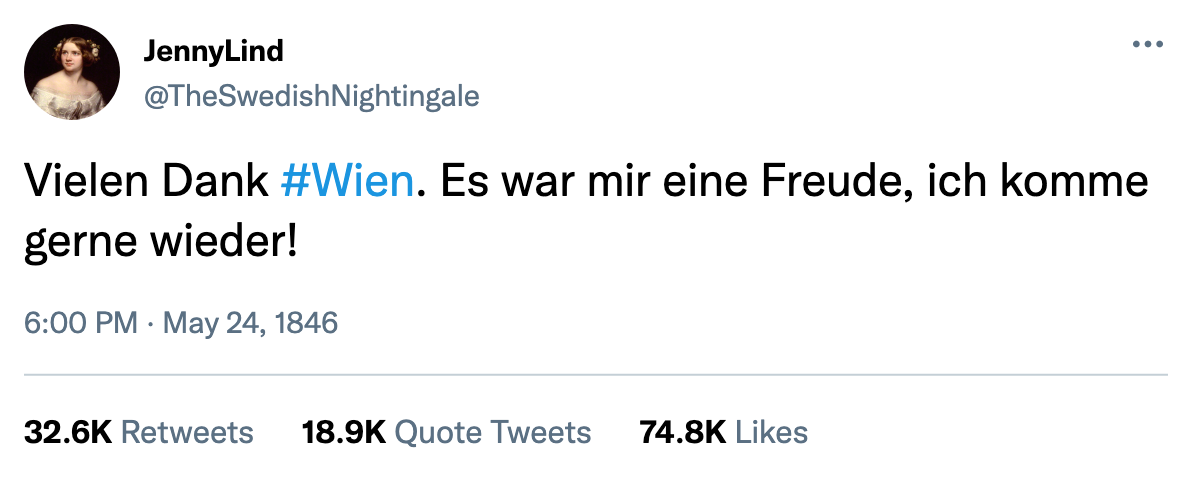 JennyLind
@TheSwedishNightingale
Vielen Dank #Wien. Es war mir eine Freude, ich komme
gerne wieder!
6:00 PM · May 24, 1846
32.6K Retweets 18.9K Quote Tweets 74.8K Likes